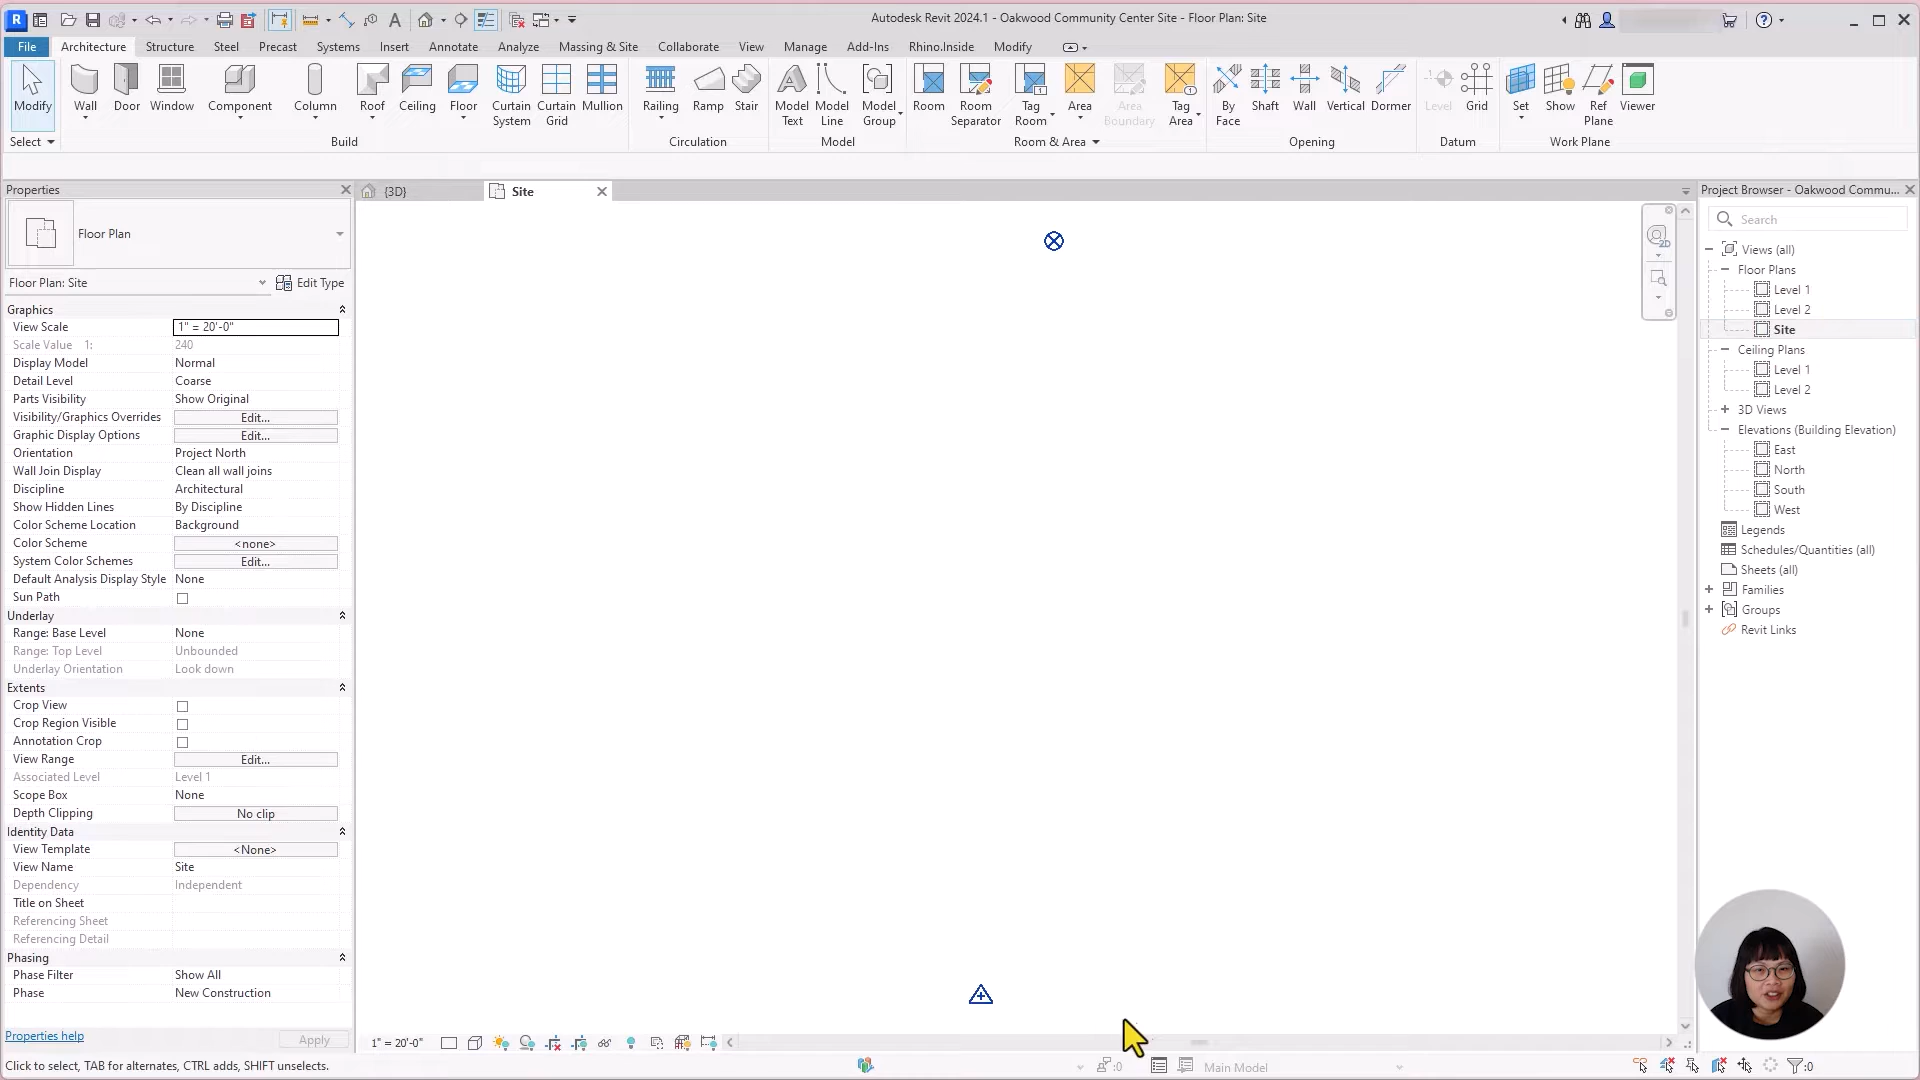 Autodesk Revit 2024.1 - Oakwood Community Center Site - Floor Plan: Site
File Architecture Structure Steel Precast Systems Insert Annotate Analyze Massing & Site Collaborate View Manage Add-Ins Rhino.Inside Modify
Modify Wall Door Window Component Column Roof Ceiling Floor Curtain System Curtain Grid Mullion Railing Ramp Stair Model Text Model Line Model Group Room Room Separator Tag Room Area Area Boundary Tag Area By Face Shaft Wall Vertical Dormer Level Grid Set Show Ref Plane Viewer
Select Build Circulation Model Room & Area Opening Datum Work Plane
Properties
Floor Plan
Floor Plan: Site Edit Type
Graphics
View Scale 1" = 20'-0"
Scale Value 1: 240
Display Model Normal
Detail Level Coarse
Parts Visibility Show Original
Visibility/Graphics Overrides Edit...
Graphic Display Options Edit...
Orientation Project North
Wall Join Display Clean all wall joins
Discipline Architectural
Show Hidden Lines By Discipline
Color Scheme Location Background
Color Scheme <none>
System Color Schemes Edit...
Default Analysis Display Style None
Sun Path
Underlay
Range: Base Level None
Range: Top Level Unbounded
Underlay Orientation Look down
Extents
Crop View
Crop Region Visible
Annotation Crop
View Range Edit...
Associated Level Level 1
Scope Box None
Depth Clipping No clip
Identity Data
View Template <None>
View Name Site
Dependency Independent
Title on Sheet
Referencing Sheet
Referencing Detail
Phasing
Phase Filter Show All
Phase New Construction
Properties help Apply
{3D} Site
2D
1" = 20'-0"
Project Browser - Oakwood Commu...
Search
Views (all)
Floor Plans
Level 1
Level 2
Site
Ceiling Plans
Level 1
Level 2
3D Views
Elevations (Building Elevation)
East
North
South
West
Legends
Schedules/Quantities (all)
Sheets (all)
Families
Groups
Revit Links
Click to select, TAB for alternates, CTRL adds, SHIFT unselects. :0 Main Model :0